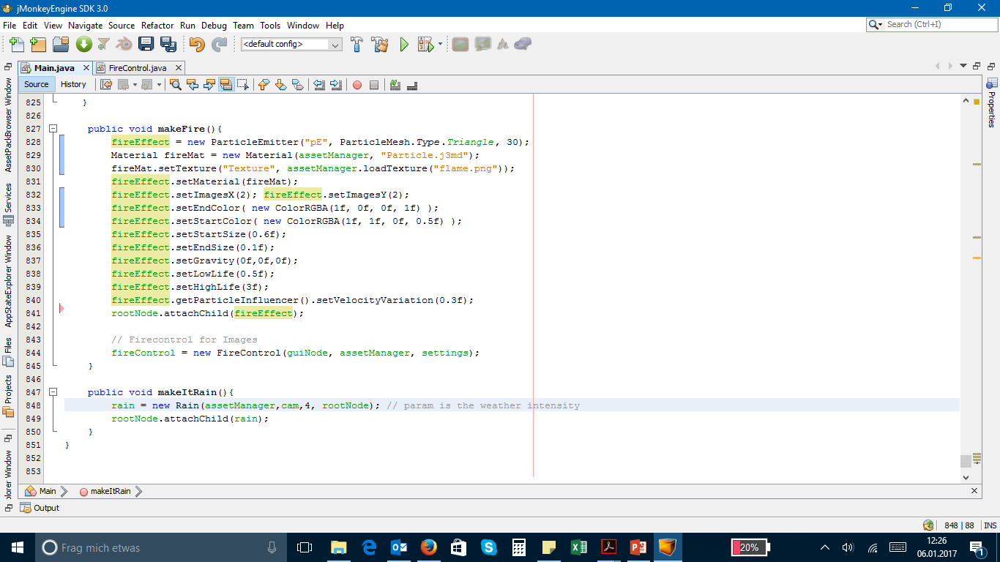 jMonkeyEngine SDK 3.0
File Edit View Navigate Source Refactor Run Debug Team Tools Window Help
Search (Ctrl+I)
<default config>
Main.java FireControl.java
Source History
AssetPackBrowser Window
Services
AppStateExplorer Window
Files
Projects
plorer Window
Properties
825     }
826
827     public void makeFire(){
828         fireEffect = new ParticleEmitter("pE", ParticleMesh.Type.Triangle, 30);
829         Material fireMat = new Material(assetManager, "Particle.j3md");
830         fireMat.setTexture("Texture", assetManager.loadTexture("flame.png"));
831         fireEffect.setMaterial(fireMat);
832         fireEffect.setImagesX(2); fireEffect.setImagesY(2);
833         fireEffect.setEndColor( new ColorRGBA(1f, 0f, 0f, 1f) );
834         fireEffect.setStartColor( new ColorRGBA(1f, 1f, 0f, 0.5f) );
835         fireEffect.setStartSize(0.6f);
836         fireEffect.setEndSize(0.1f);
837         fireEffect.setGravity(0f,0f,0f);
838         fireEffect.setLowLife(0.5f);
839         fireEffect.setHighLife(3f);
840         fireEffect.getParticleInfluencer().setVelocityVariation(0.3f);
841         rootNode.attachChild(fireEffect);
842
843         // Firecontrol for Images
844         fireControl = new FireControl(guiNode, assetManager, settings);
845     }
846
847     public void makeItRain(){
848         rain = new Rain(assetManager,cam,4, rootNode); // param is the weather intensity
849         rootNode.attachChild(rain);
850     }
851 }
852
853
Main makeItRain
Output
848 | 88 INS
Frag mich etwas
20%
12:26
06.01.2017
1